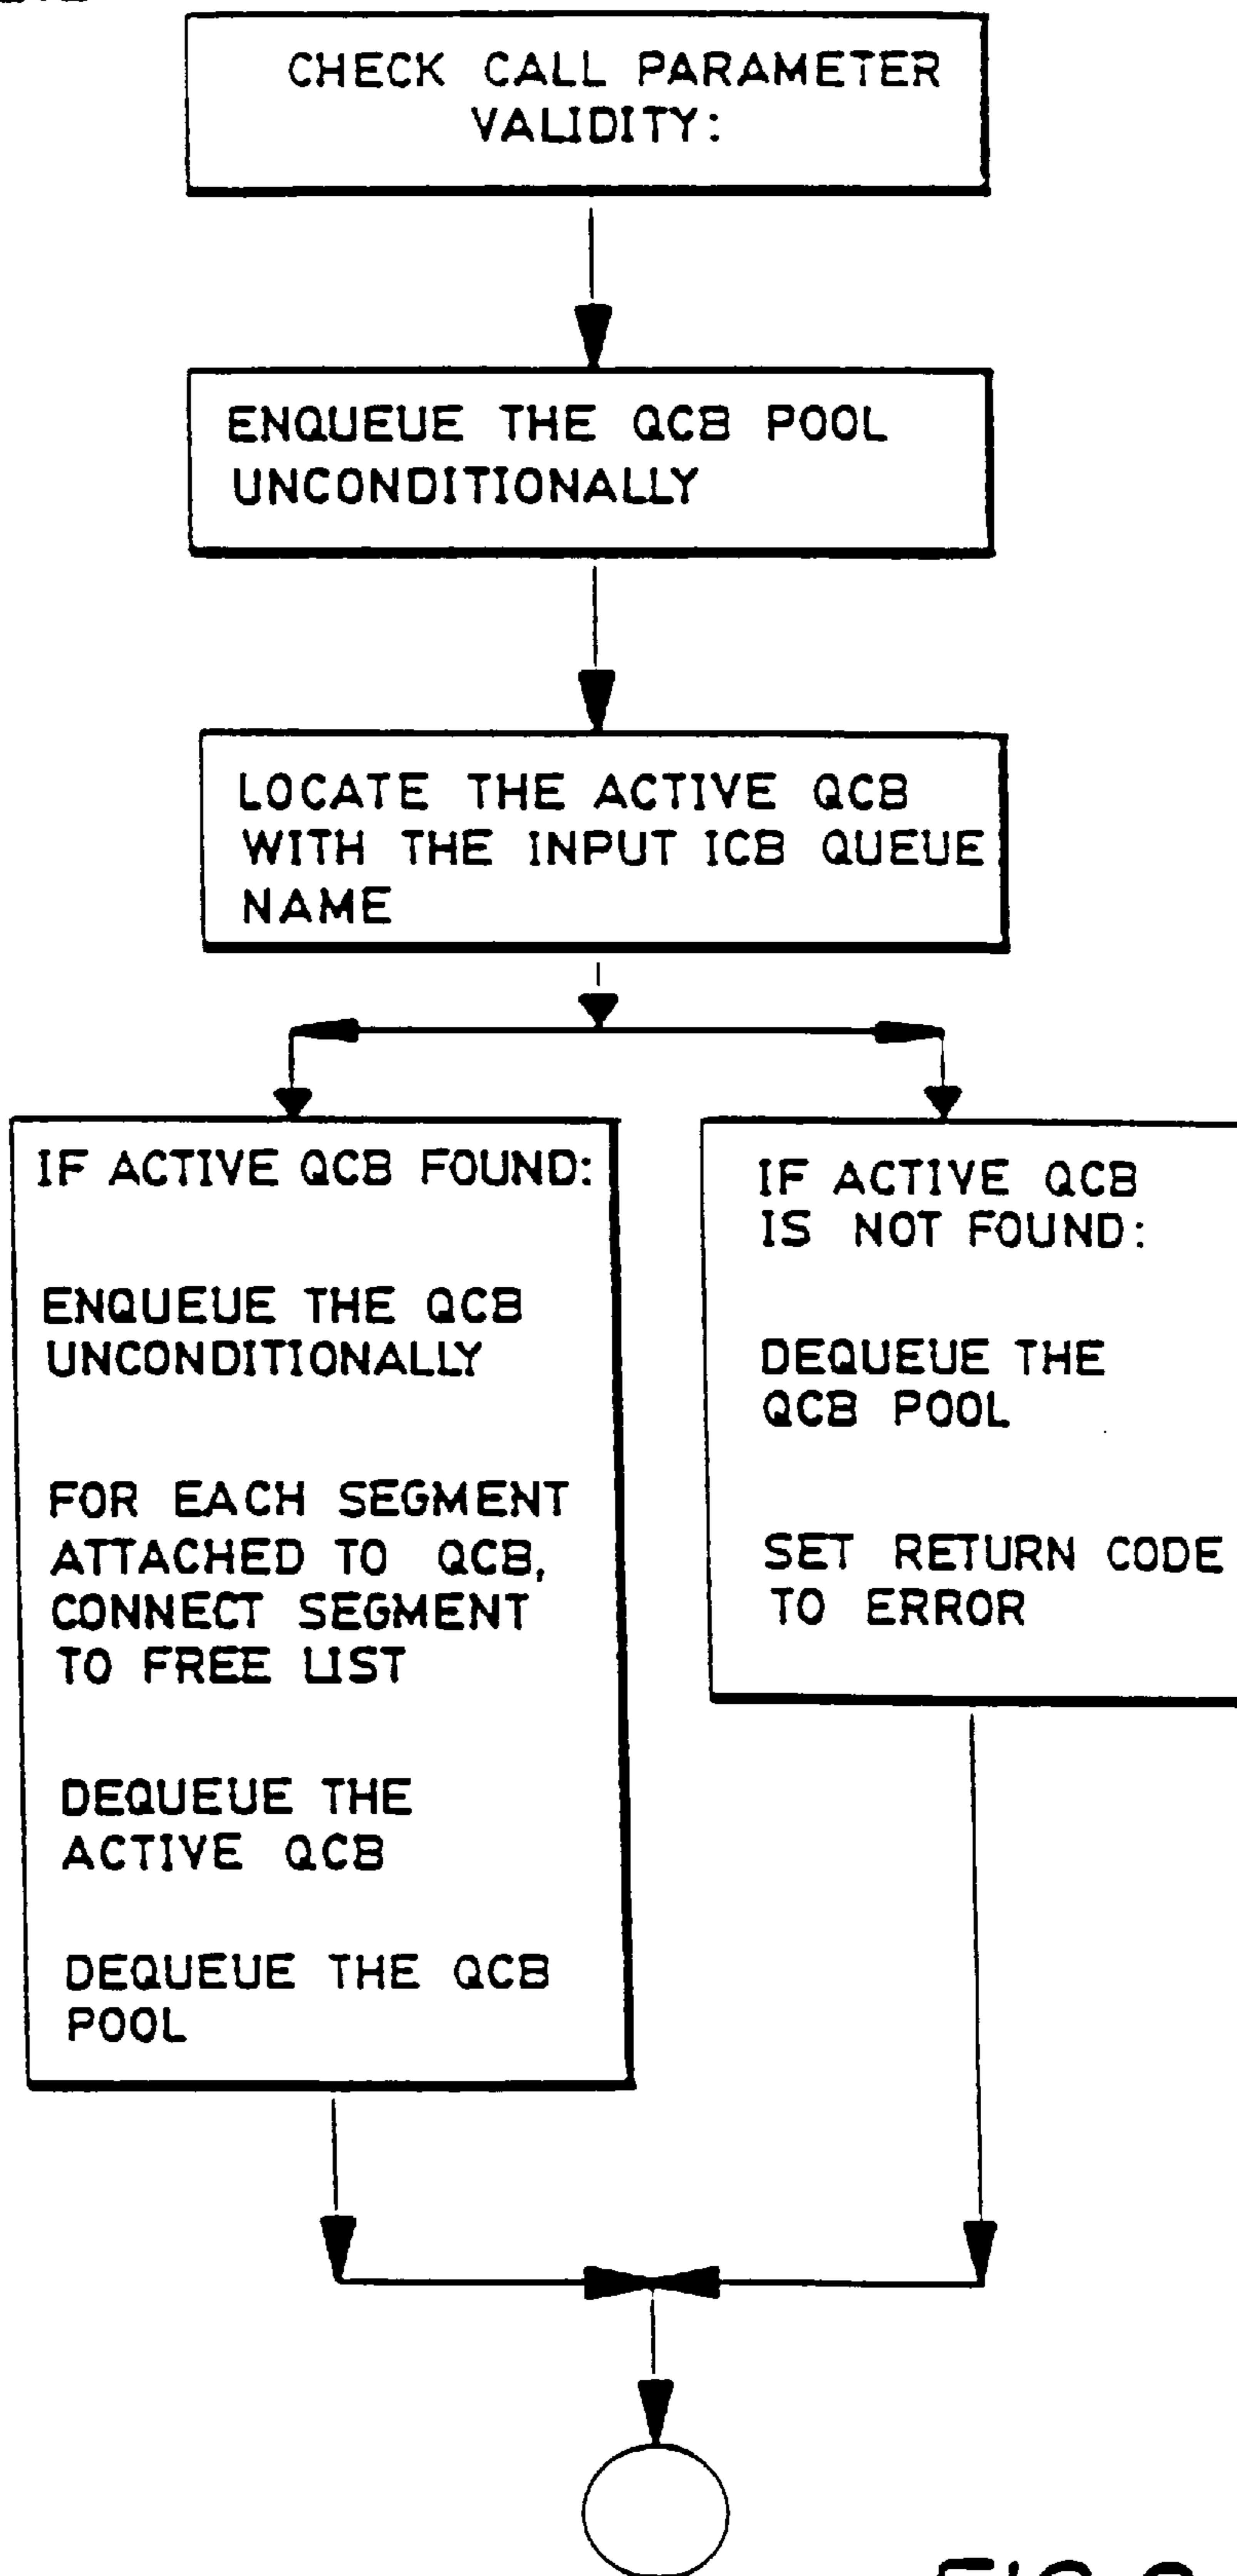 CHECK CALL PARAMETER
VALIDITY:
ENQUEUE THE QCB POOL
UNCONDITIONALLY
LOCATE THE ACTIVE QCB
WITH THE INPUT ICB QUEUE
NAME
IF ACTIVE QCB FOUND:
ENQUEUE THE QCB
UNCONDITIONALLY
FOR EACH SEGMENT
ATTACHED TO QCB,
CONNECT SEGMENT
TO FREE LIST
DEQUEUE THE
ACTIVE QCB
DEQUEUE THE QCB
POOL
IF ACTIVE QCB
IS NOT FOUND:
DEQUEUE THE
QCB POOL
SET RETURN CODE
TO ERROR